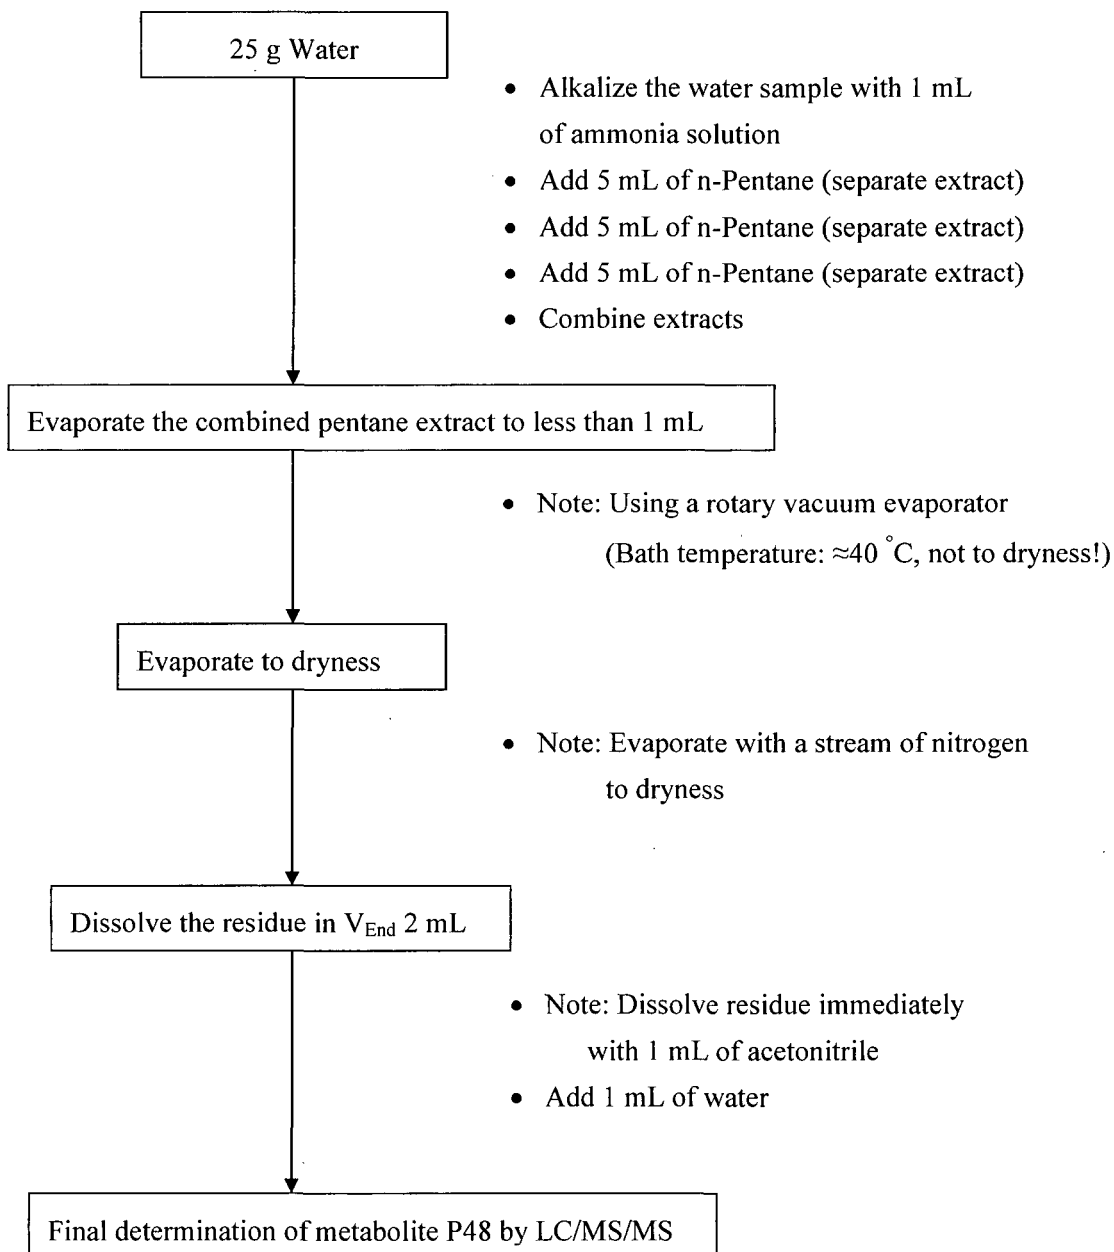 25 g Water
• Alkalize the water sample with 1 mL
of ammonia solution
• Add 5 mL of n-Pentane (separate extract)
• Add 5 mL of n-Pentane (separate extract)
• Add 5 mL of n-Pentane (separate extract)
• Combine extracts
Evaporate the combined pentane extract to less than 1 mL
• Note: Using a rotary vacuum evaporator
(Bath temperature: ≈40 °C, not to dryness!)
Evaporate to dryness
• Note: Evaporate with a stream of nitrogen
to dryness
Dissolve the residue in VEnd 2 mL
• Note: Dissolve residue immediately
with 1 mL of acetonitrile
• Add 1 mL of water
Final determination of metabolite P48 by LC/MS/MS